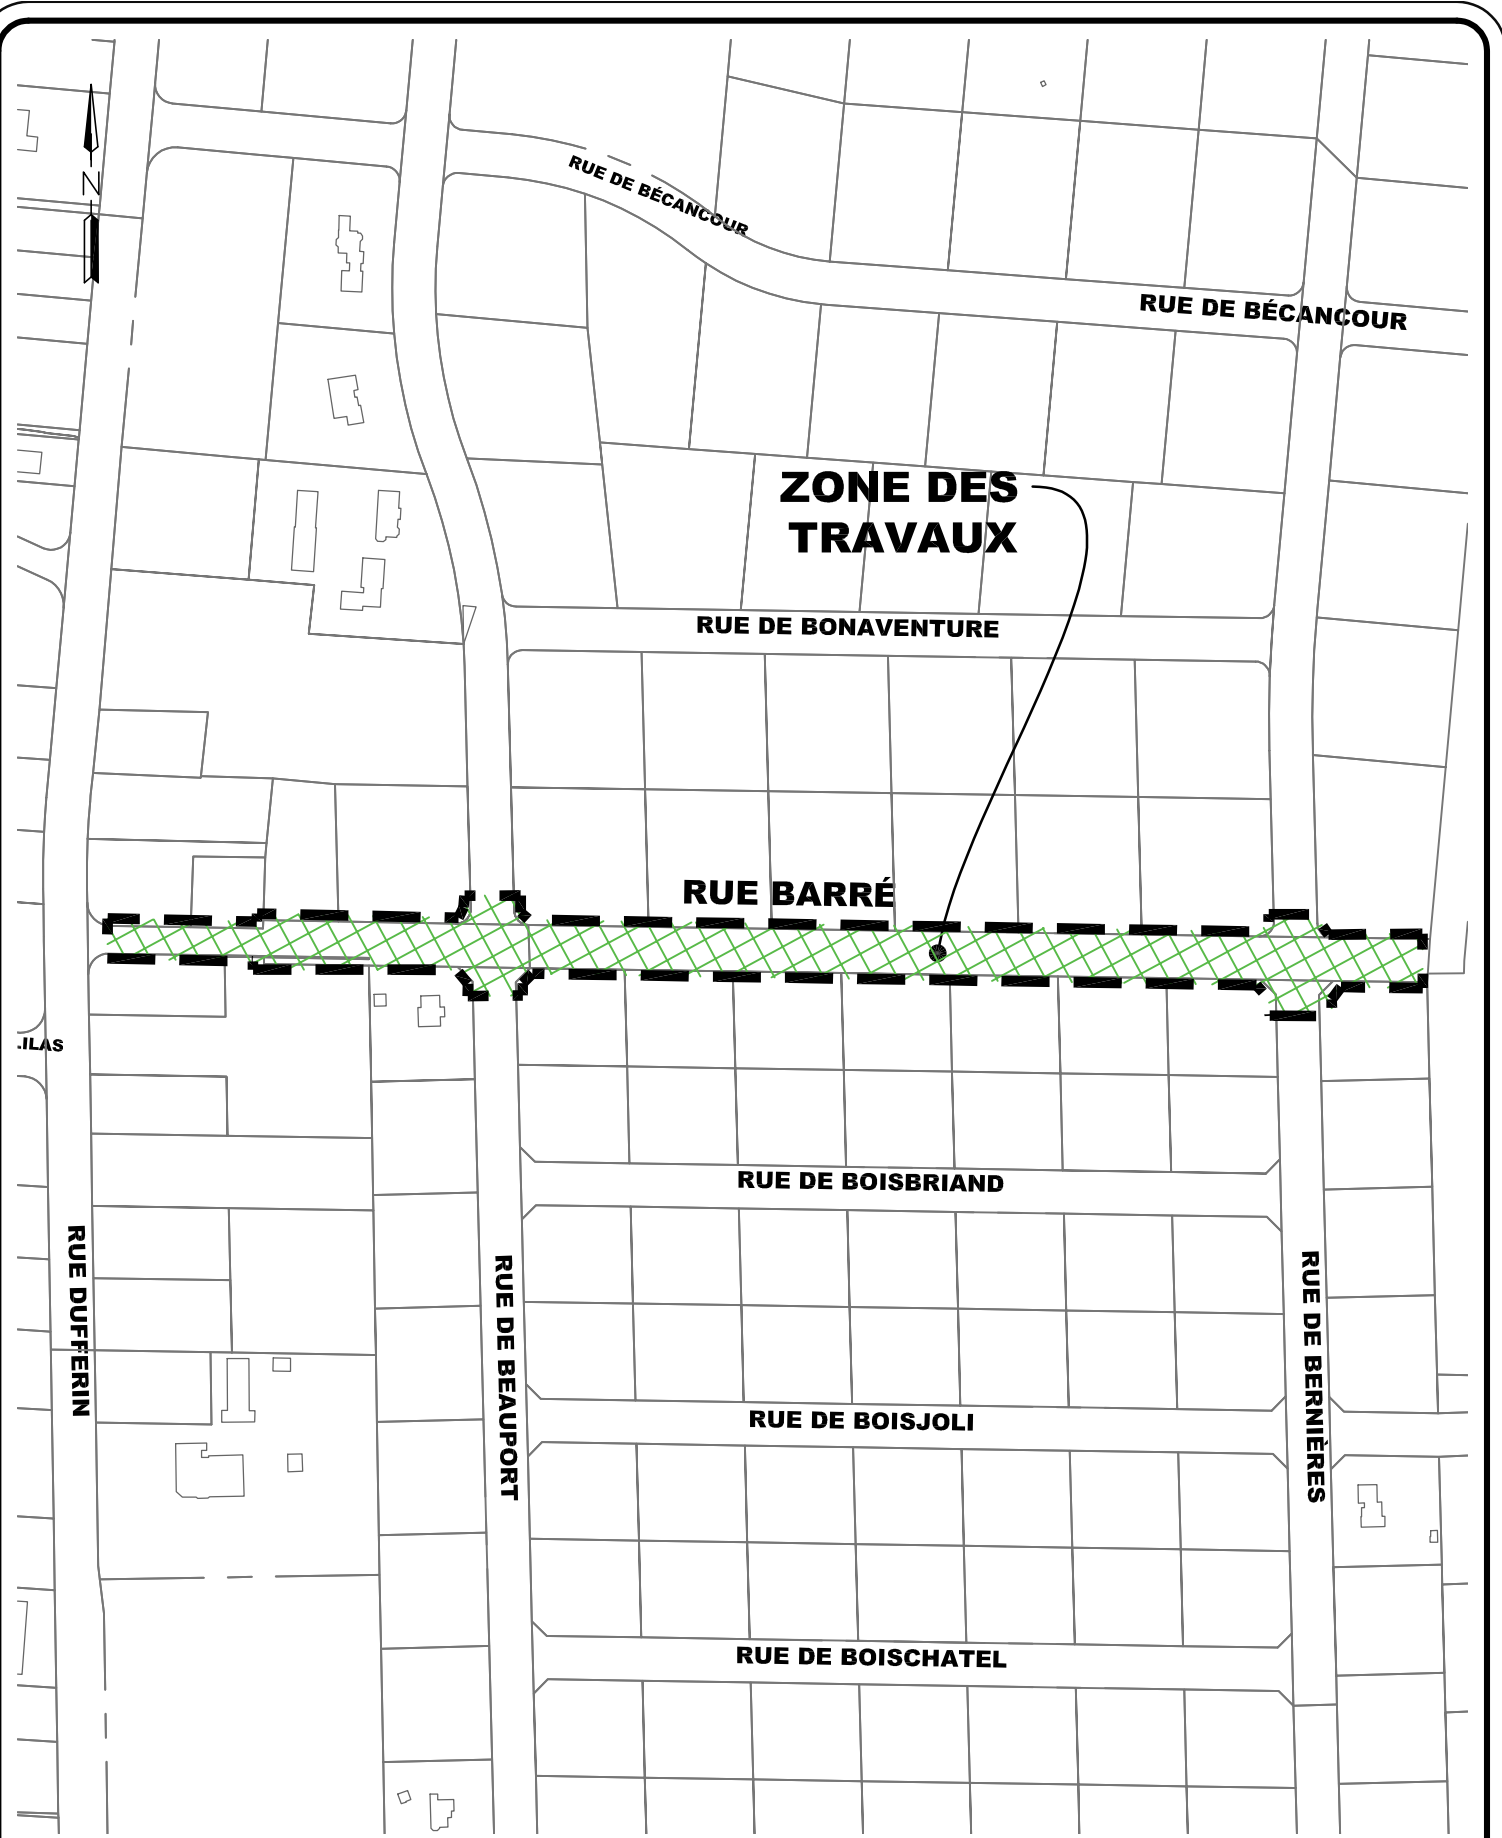 N
RUE DE BÉCANCOUR
RUE DE BÉCANCOUR
ZONE DES
TRAVAUX
RUE DE BONAVENTURE
RUE BARRÉ
ILAS
RUE DE BOISBRIAND
RUE DUFFERIN
RUE DE BEAUPORT
RUE DE BERNIÈRES
RUE DE BOISJOLI
RUE DE BOISCHATEL